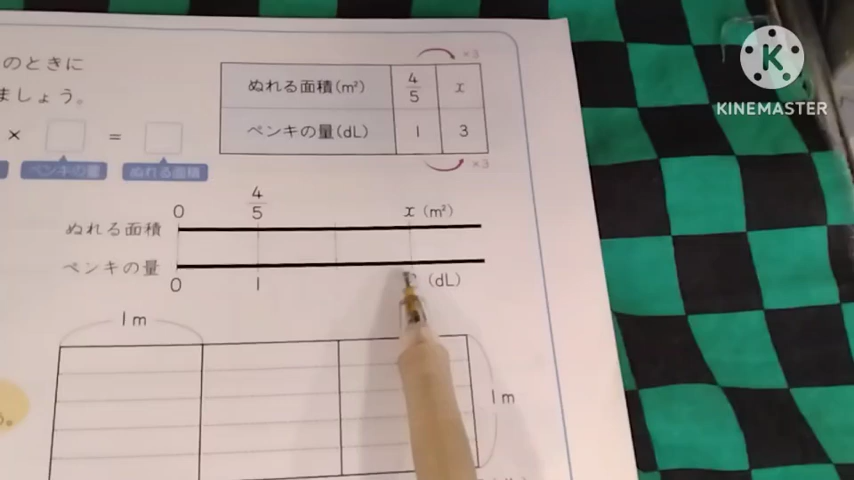 のときに
ましょう。
× =
ペンキの量 ぬれる面積
×3
ぬれる面積(m²) 4/5 x
ペンキの量(dL) 1 3
×3
0 4/5 x (m²)
ぬれる面積
ペンキの量
0 1 (dL)
1m
1m
K
KINEMASTER